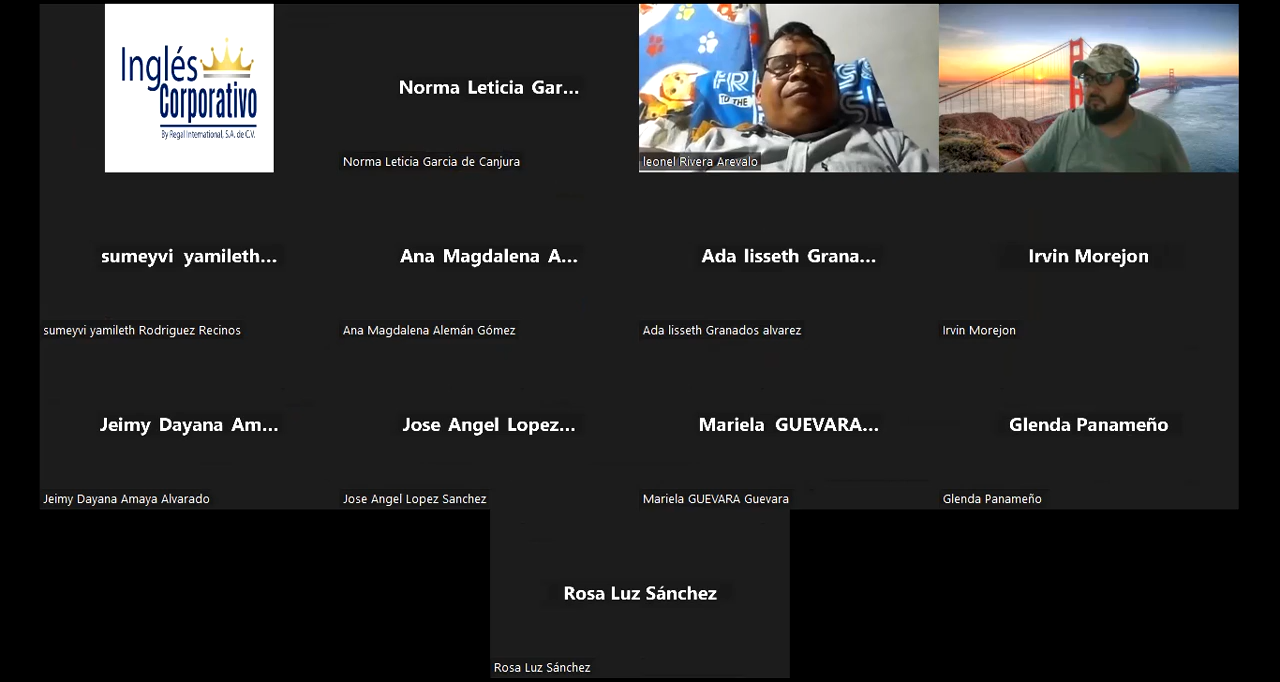 Inglés
Corporativo
By Regal International, S.A. de C.V.
Norma Leticia Gar...
Norma Leticia Garcia de Canjura
FR
TO THE
leonel Rivera Arevalo
sumeyvi yamileth...
sumeyvi yamileth Rodriguez Recinos
Ana Magdalena A...
Ana Magdalena Alemán Gómez
Ada lisseth Grana...
Ada lisseth Granados alvarez
Irvin Morejon
Irvin Morejon
Jeimy Dayana Am...
Jeimy Dayana Amaya Alvarado
Jose Angel Lopez...
Jose Angel Lopez Sanchez
Mariela GUEVARA...
Mariela GUEVARA Guevara
Glenda Panameño
Glenda Panameño
Rosa Luz Sánchez
Rosa Luz Sánchez